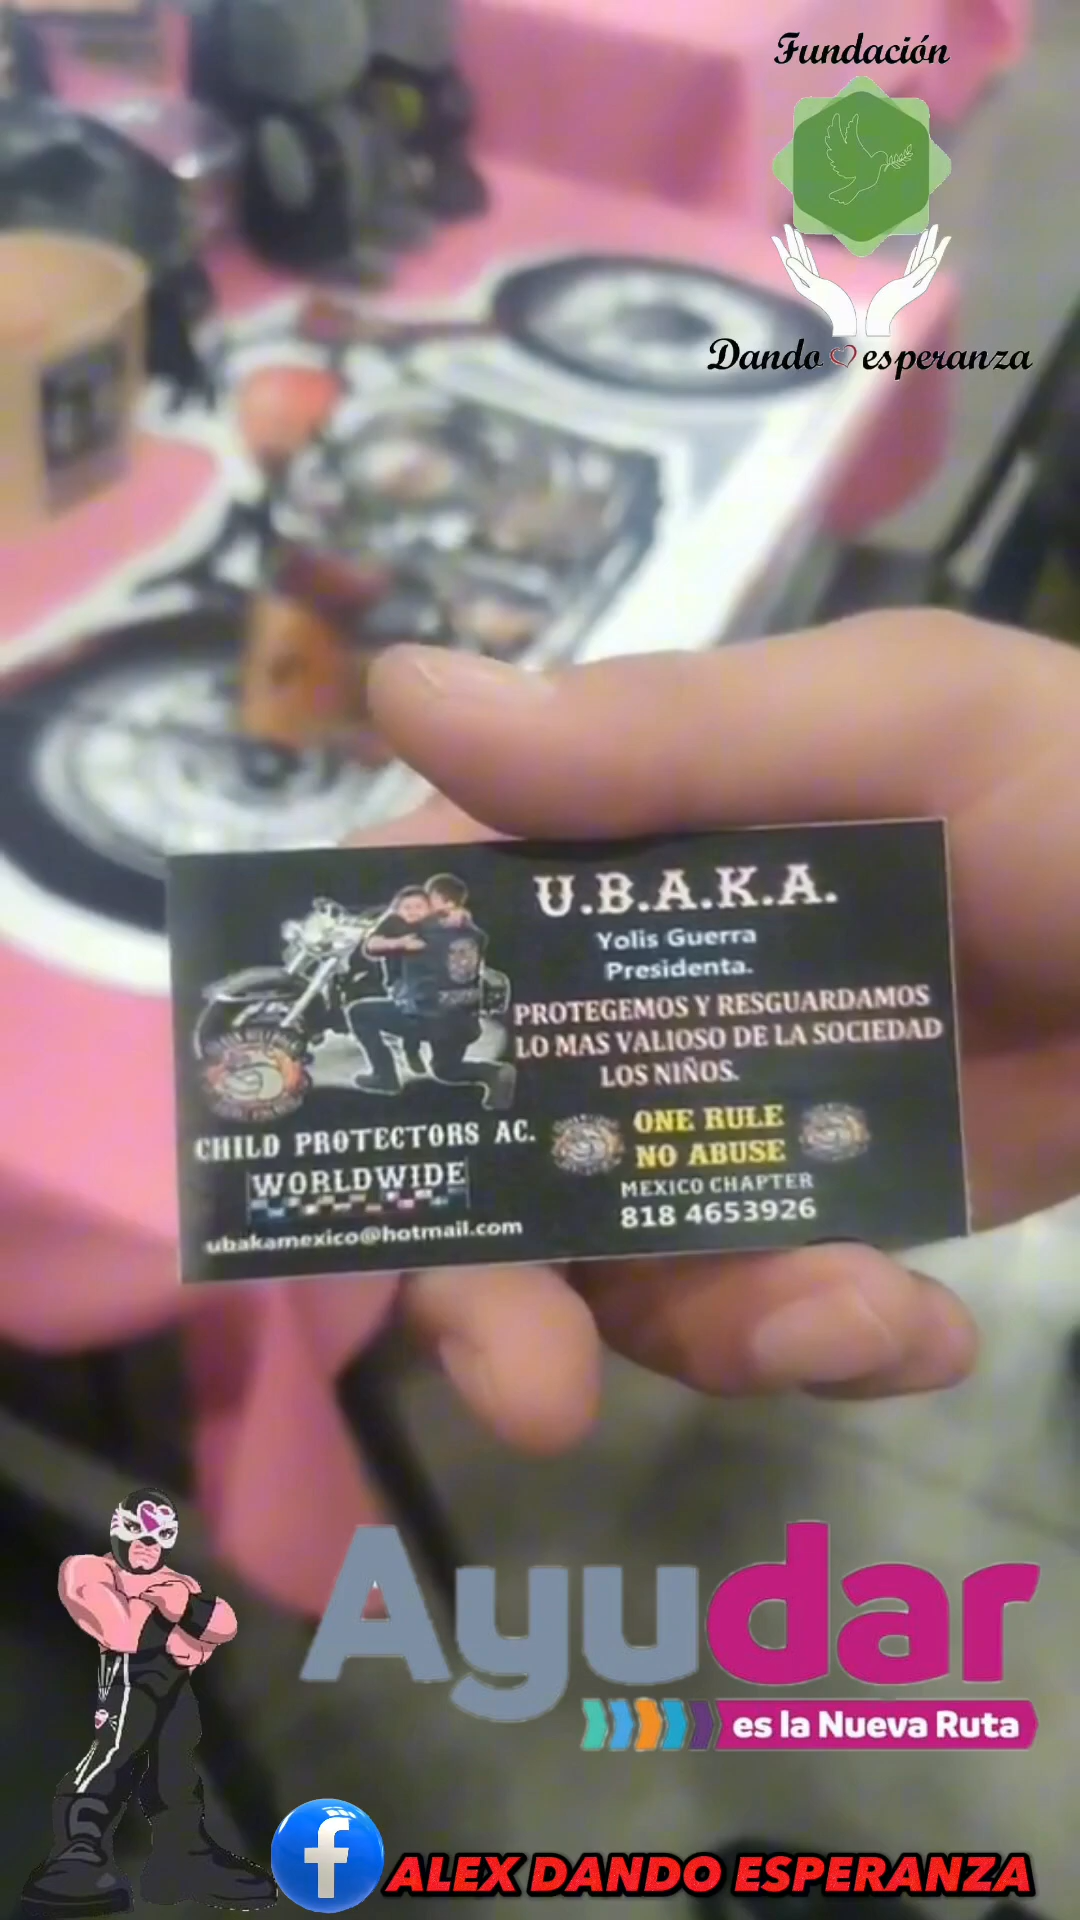 Fundación
Dando esperanza
U.B.A.K.A.
Yolis Guerra
Presidenta.
PROTEGEMOS Y RESGUARDAMOS
LO MAS VALIOSO DE LA SOCIEDAD
LOS NIÑOS.
CHILD PROTECTORS AC.
WORLDWIDE
ubakamexico@hotmail.com
ONE RULE
NO ABUSE
MEXICO CHAPTER
818 4653926
Ayudar
es la Nueva Ruta
f
ALEX DANDO ESPERANZA